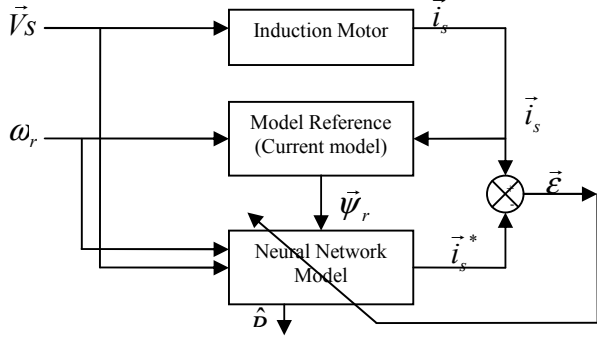 V⃗s
Induction Motor
i⃗ₛ
ωᵣ
Model Reference
(Current model)
i⃗ₛ
+
-
ε⃗
ψ⃗ᵣ
Neural Network
Model
i⃗ₛ*